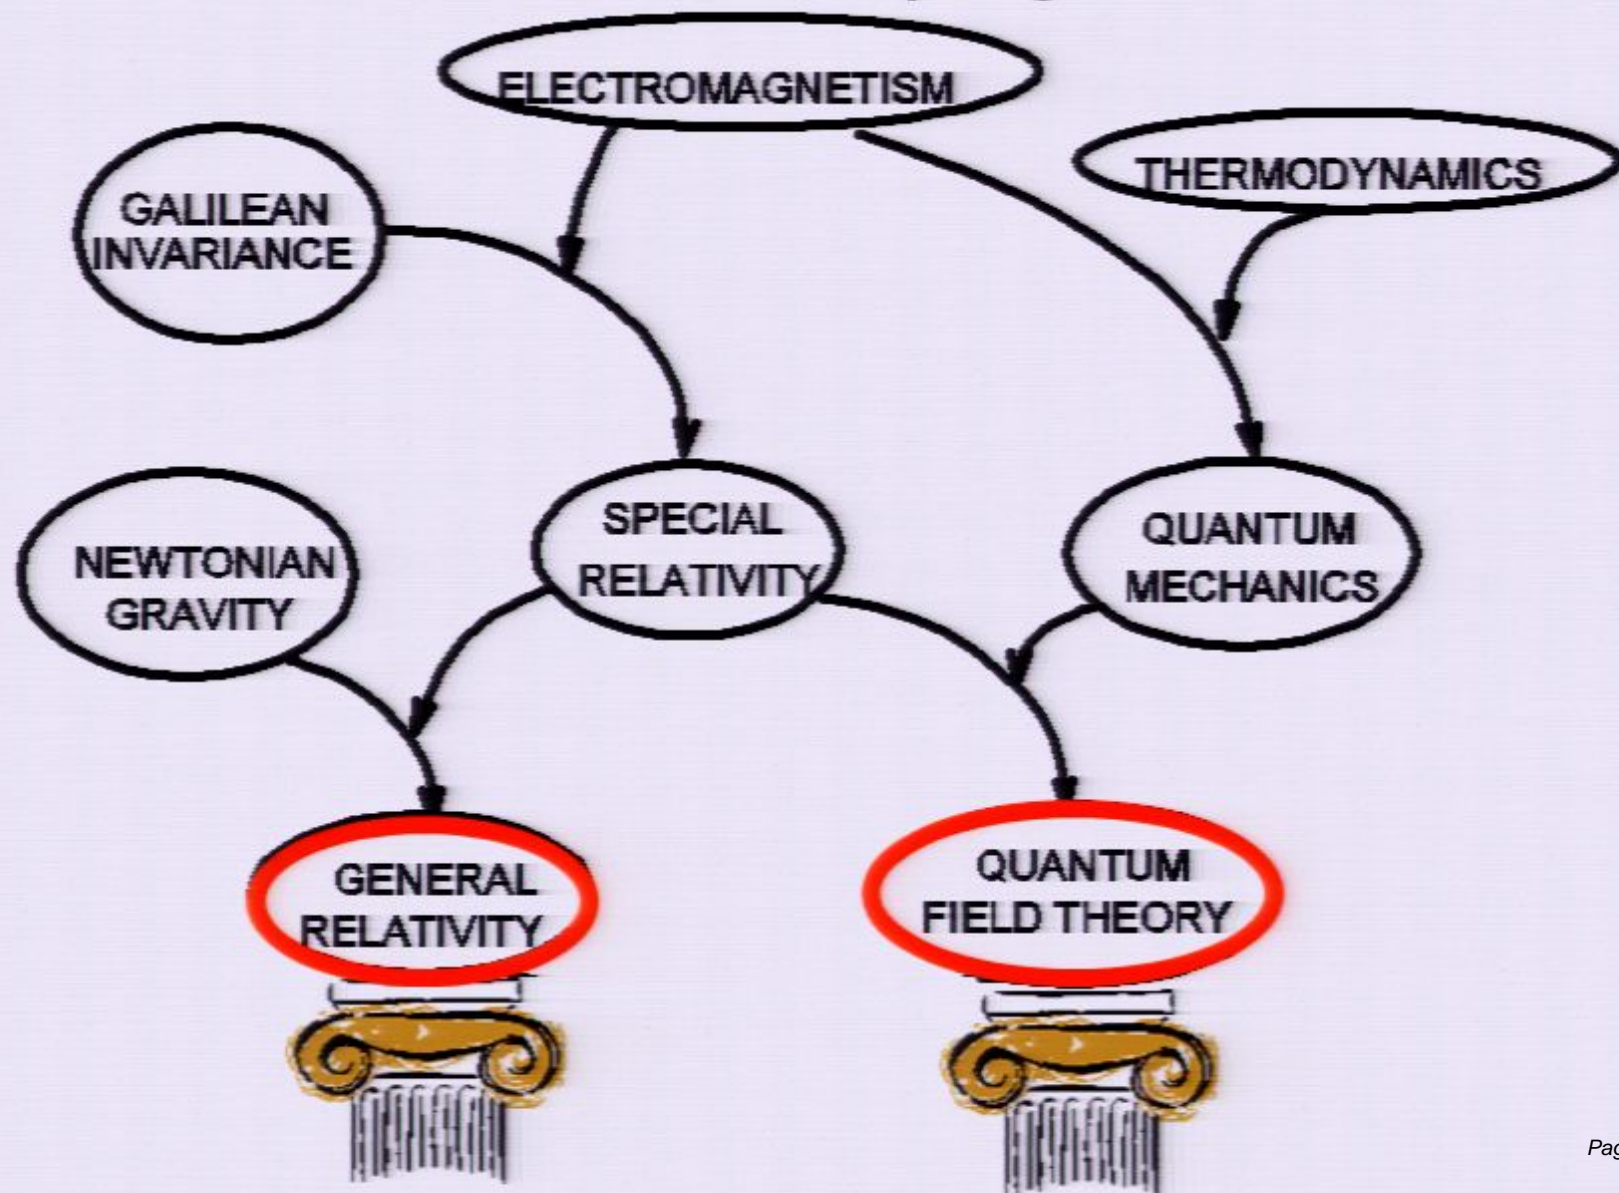 ELECTROMAGNETISM
THERMODYNAMICS
GALILEAN
INVARIANCE
NEWTONIAN
GRAVITY
SPECIAL
RELATIVITY
QUANTUM
MECHANICS
GENERAL
RELATIVITY
QUANTUM
FIELD THEORY